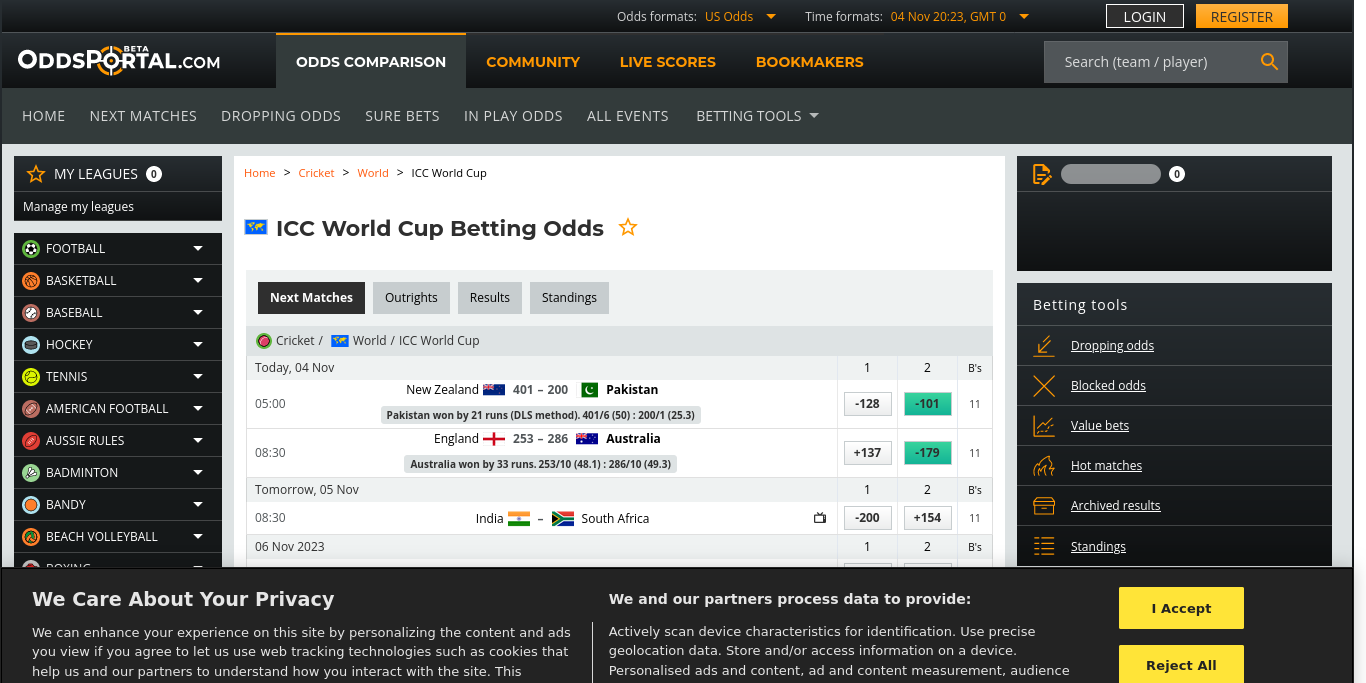 Odds formats: US Odds Time formats: 04 Nov 20:23, GMT 0 LOGIN REGISTER
ODDSPORTAL.COM BETA
ODDS COMPARISON COMMUNITY LIVE SCORES BOOKMAKERS Search (team / player)
HOME NEXT MATCHES DROPPING ODDS SURE BETS IN PLAY ODDS ALL EVENTS BETTING TOOLS
MY LEAGUES 0
Manage my leagues
FOOTBALL
BASKETBALL
BASEBALL
HOCKEY
TENNIS
AMERICAN FOOTBALL
AUSSIE RULES
BADMINTON
BANDY
BEACH VOLLEYBALL
BOXING
Home > Cricket > World > ICC World Cup
ICC World Cup Betting Odds
Next Matches Outrights Results Standings
Cricket / World / ICC World Cup
Today, 04 Nov 1 2 B's
05:00 New Zealand 401 – 200 Pakistan -128 -101 11
Pakistan won by 21 runs (DLS method). 401/6 (50) : 200/1 (25.3)
08:30 England 253 – 286 Australia +137 -179 11
Australia won by 33 runs. 253/10 (48.1) : 286/10 (49.3)
Tomorrow, 05 Nov 1 2 B's
08:30 India – South Africa -200 +154 11
06 Nov 2023 1 2 B's
0
Betting tools
Dropping odds
Blocked odds
Value bets
Hot matches
Archived results
Standings
We Care About Your Privacy
We can enhance your experience on this site by personalizing the content and ads
you view if you agree to let us use web tracking technologies such as cookies that
help us and our partners to understand how you interact with the site. This
We and our partners process data to provide:
Actively scan device characteristics for identification. Use precise
geolocation data. Store and/or access information on a device.
Personalised ads and content, ad and content measurement, audience
I Accept
Reject All